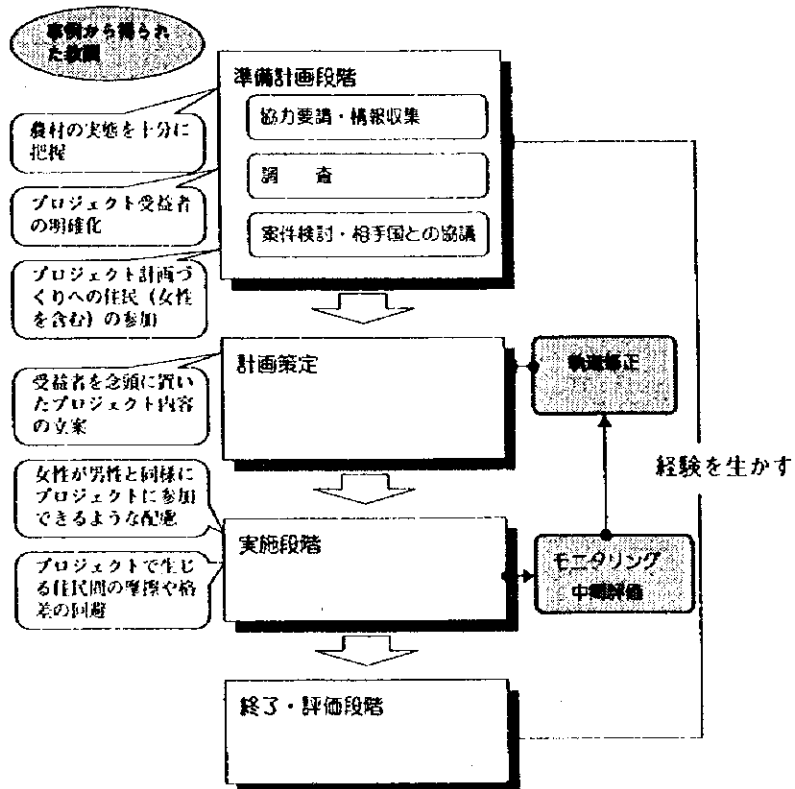 事例から得られ
た教訓
準備計画段階
協力要請・情報収集
調　査
案件検討・相手国との協議
農村の実態を十分に
把握
プロジェクト受益者
の明確化
プロジェクト計画づ
くりへの住民（女性
を含む）の参加
計画策定
軌道修正
受益者を念頭に置い
たプロジェクト内容
の立案
経験を生かす
女性が男性と同様に
プロジェクトに参加
できるような配慮
実施段階
モニタリング
中間評価
プロジェクトで生じ
る住民間の摩擦や格
差の回避
終了・評価段階